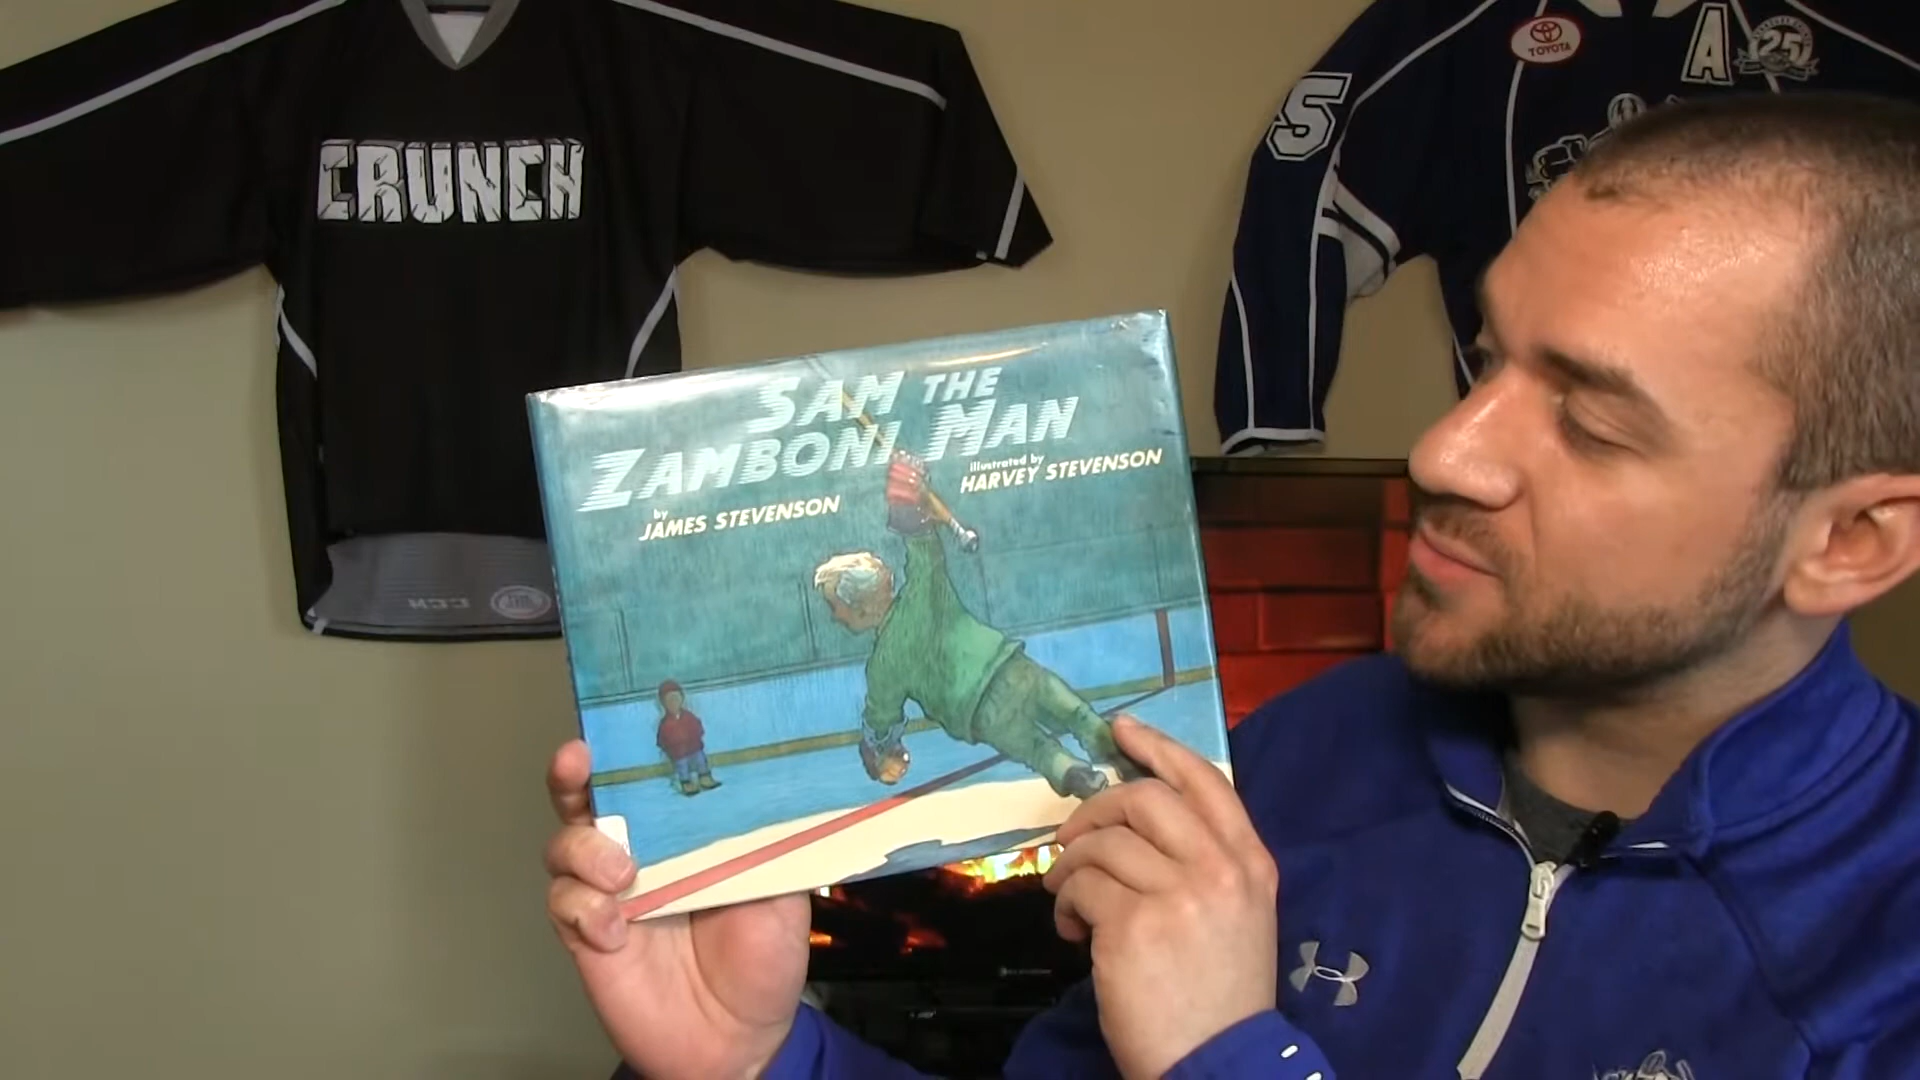 CRUNCH
5
TOYOTA
A
25
SAM THE
ZAMBONI MAN
by
JAMES STEVENSON
illustrated by
HARVEY STEVENSON
CCM